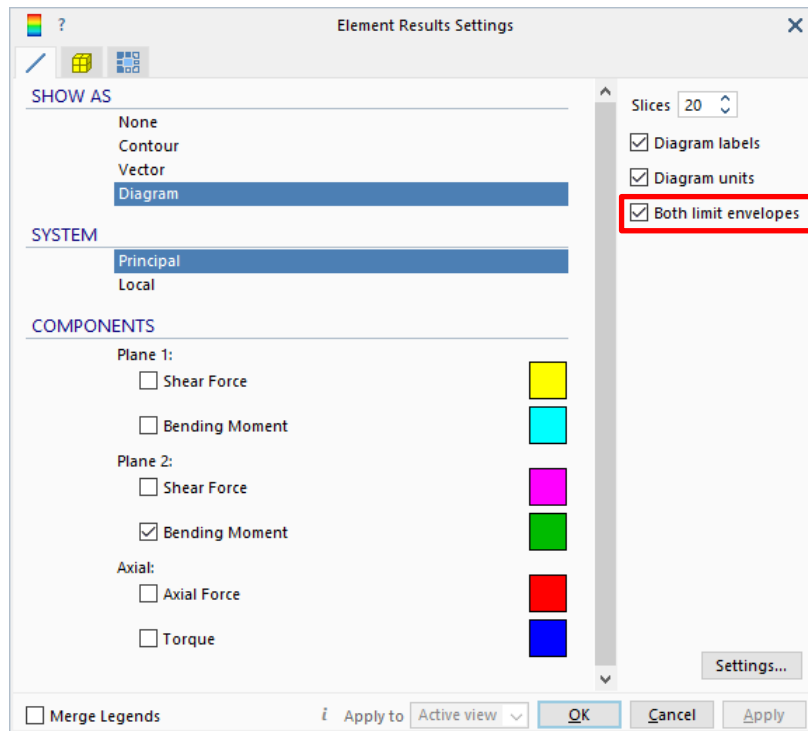 ? Element Results Settings
SHOW AS
None
Contour
Vector
Diagram
SYSTEM
Principal
Local
COMPONENTS
Plane 1:
Shear Force
Bending Moment
Plane 2:
Shear Force
Bending Moment
Axial:
Axial Force
Torque
Slices 20
Diagram labels
Diagram units
Both limit envelopes
Settings...
Merge Legends
i Apply to Active view OK Cancel Apply